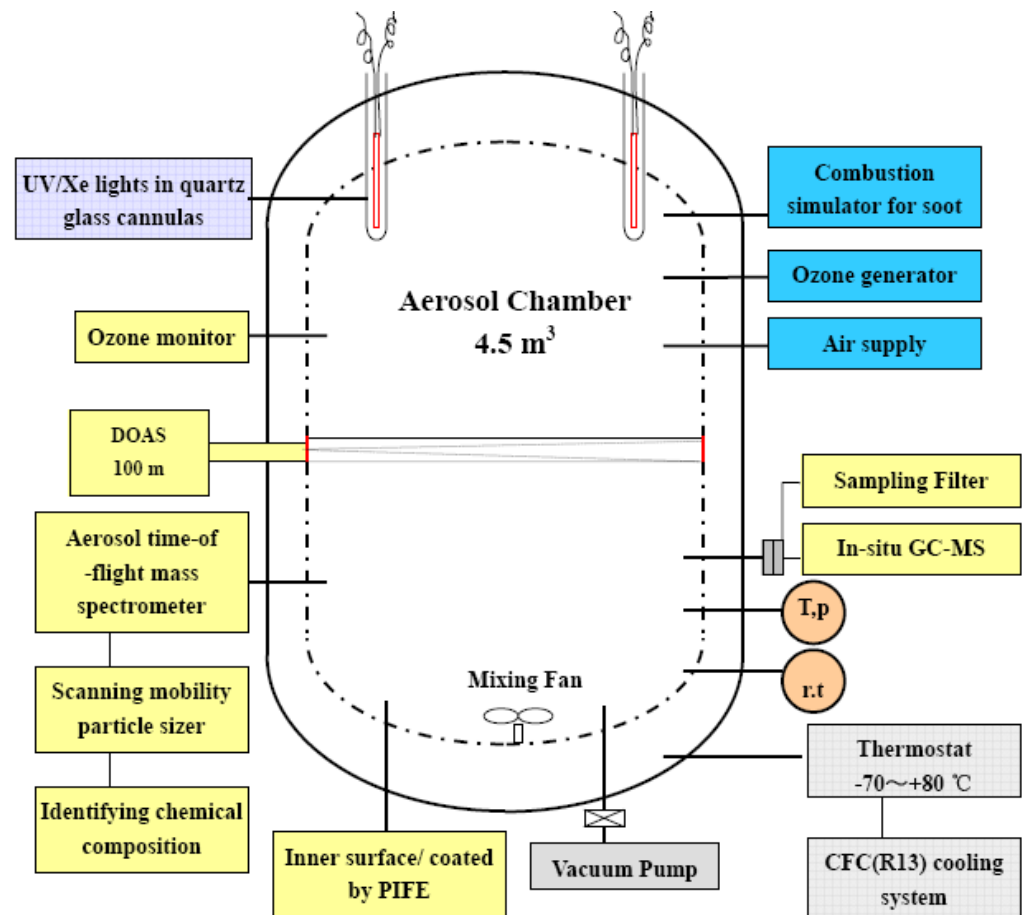 UV/Xe lights in quartz
glass cannulas
Combustion
simulator for soot
Ozone generator
Aerosol Chamber
4.5 m³
Ozone monitor
Air supply
DOAS
100 m
Sampling Filter
In-situ GC-MS
Aerosol time-of
-flight mass
spectrometer
T,p
r.t
Mixing Fan
Scanning mobility
particle sizer
Thermostat
-70～+80 ℃
Identifying chemical
composition
Inner surface/ coated
by PIFE
Vacuum Pump
CFC(R13) cooling
system